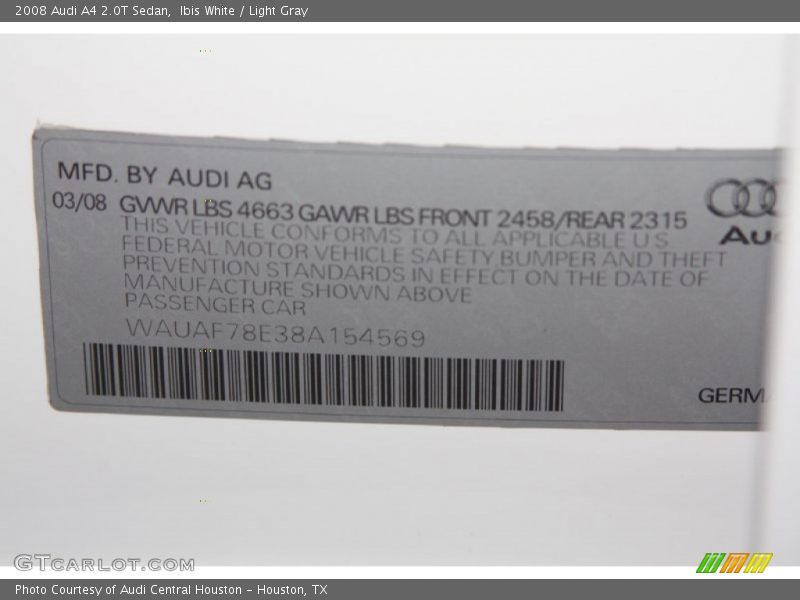 2008 Audi A4 2.0T Sedan, Ibis White / Light Gray
MFD. BY AUDI AG
03/08 GVWR LBS 4663 GAWR LBS FRONT 2458/REAR 2315
THIS VEHICLE CONFORMS TO ALL APPLICABLE U S
FEDERAL MOTOR VEHICLE SAFETY BUMPER AND THEFT
PREVENTION STANDARDS IN EFFECT ON THE DATE OF
MANUFACTURE SHOWN ABOVE
PASSENGER CAR
WAUAF78E38A154569
Au
GERM
GTCARLOT.COM
Photo Courtesy of Audi Central Houston - Houston, TX